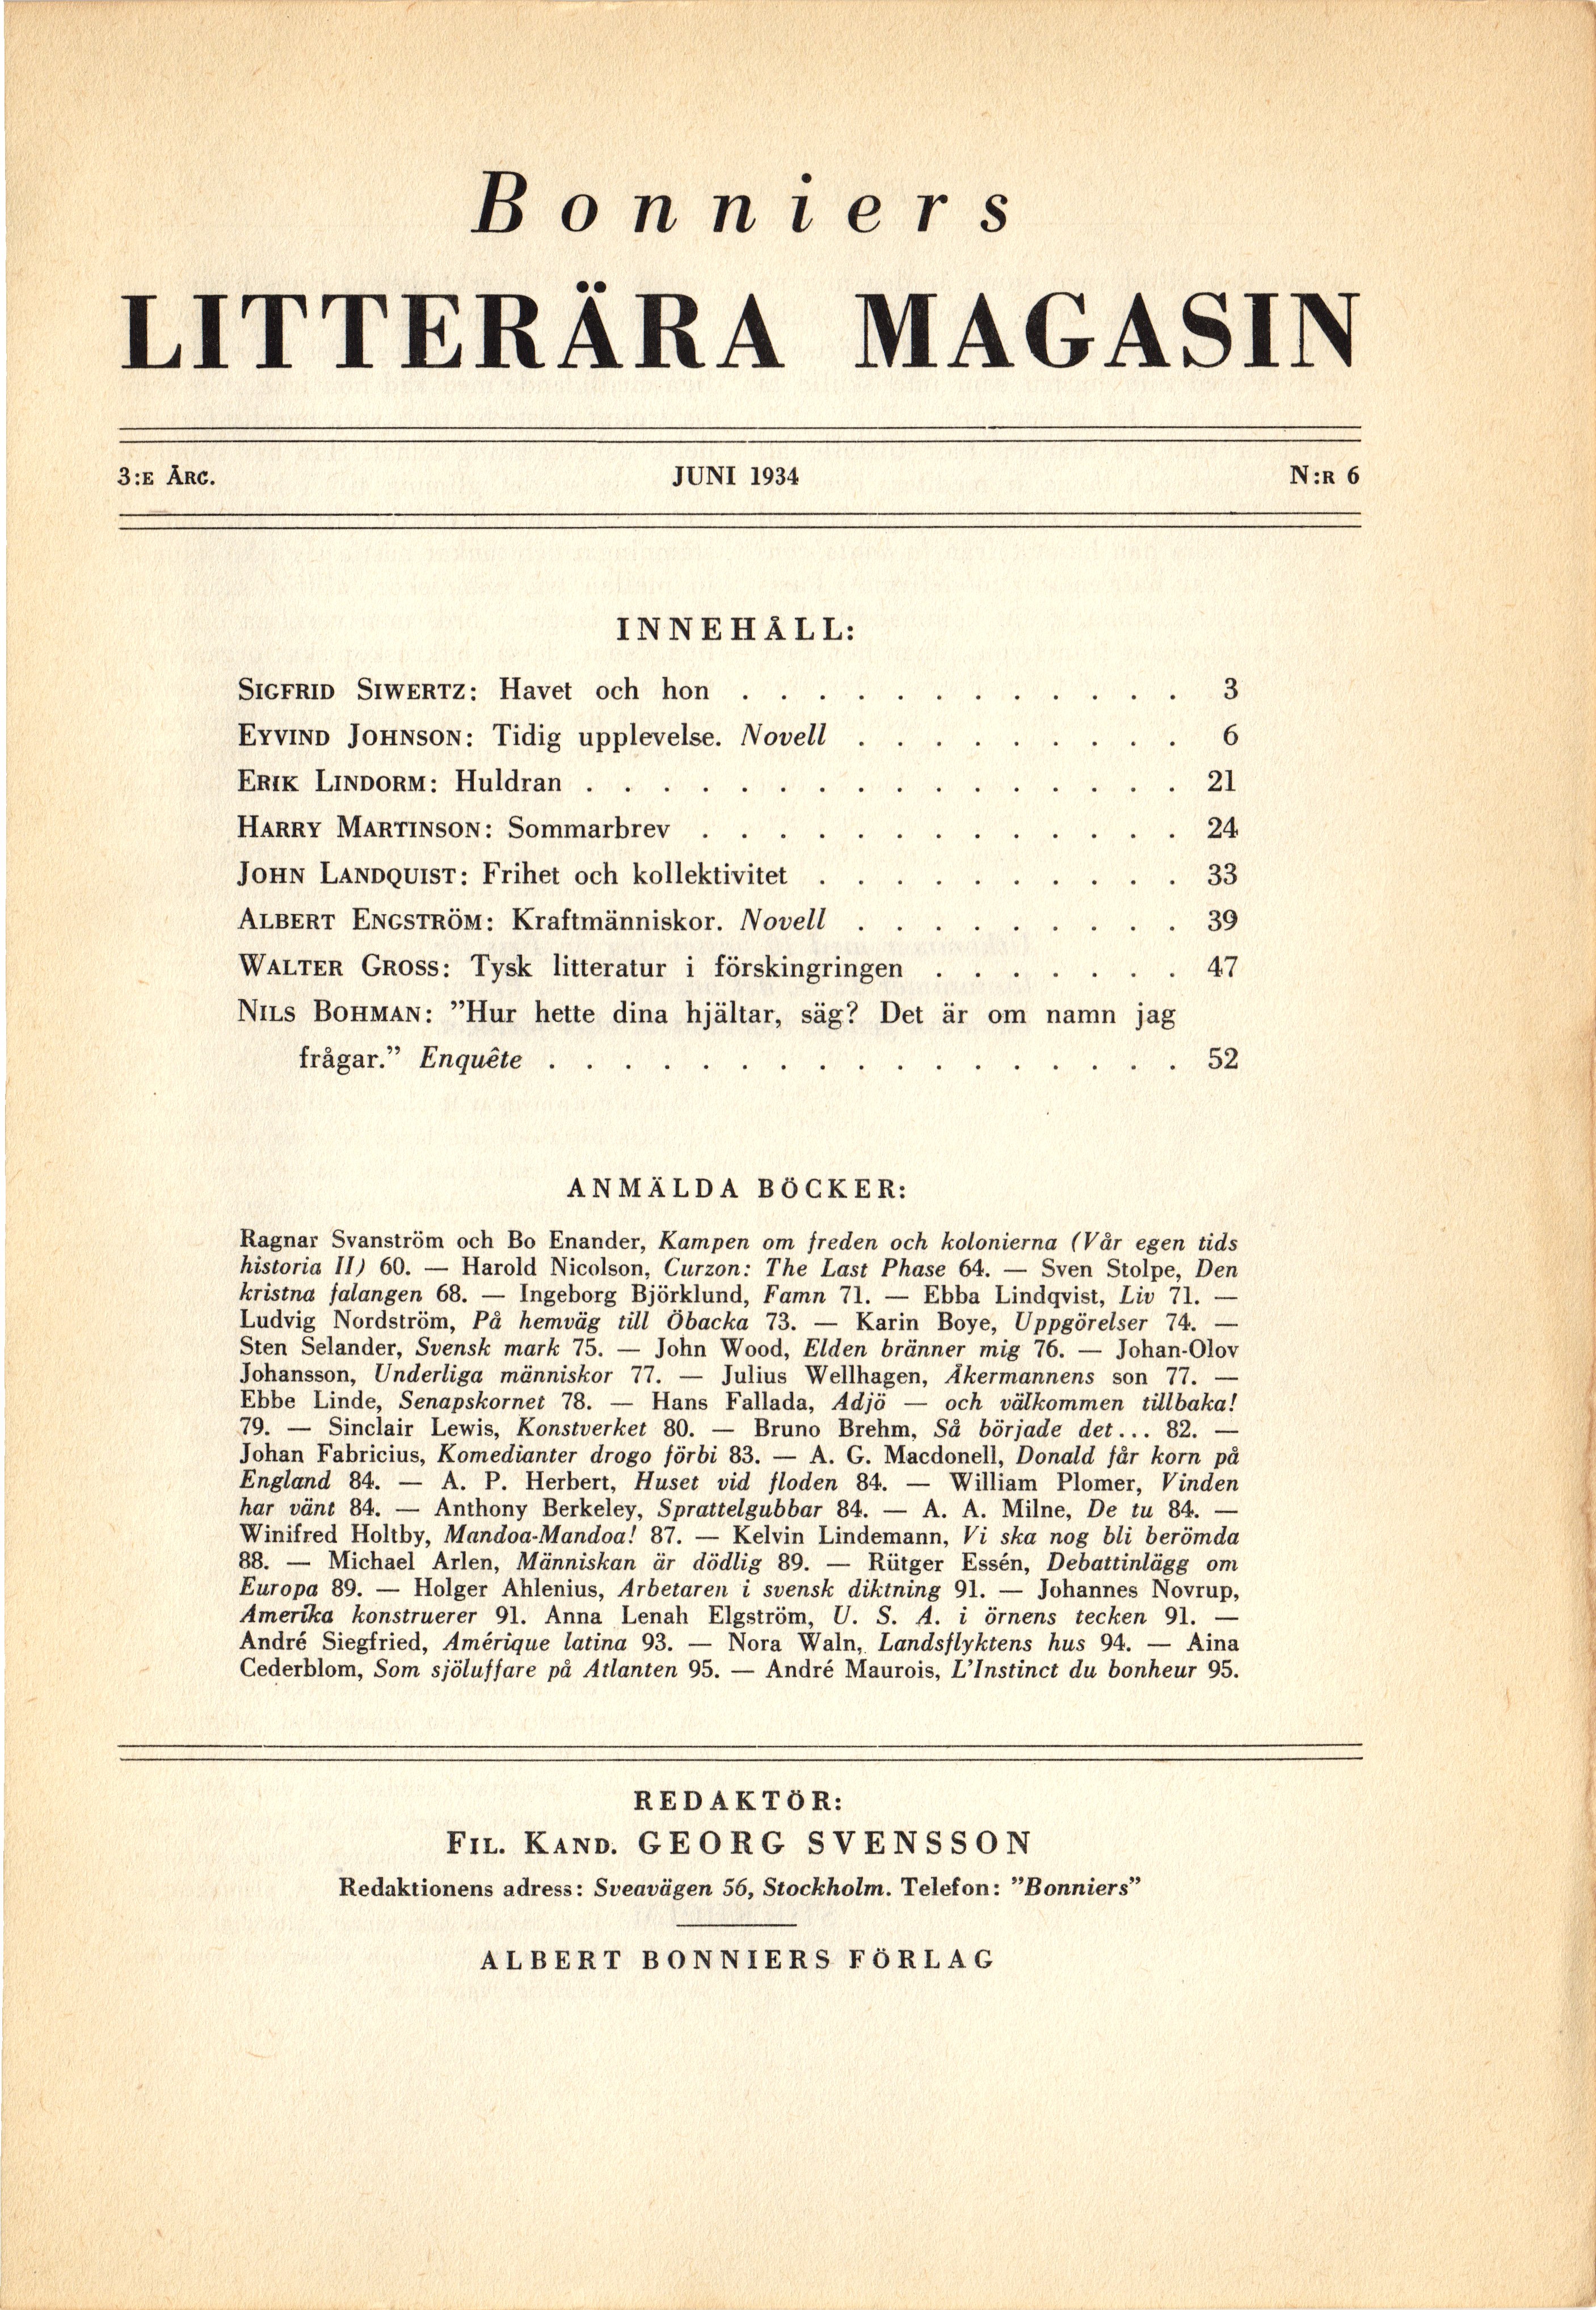 Bonniers
LITTERÄRA MAGASIN
3:E ÅRG.
JUNI 1934
N:R 6
INNEHÅLL:
SIGFRID SIWERTZ: Havet och hon . . . . . . . . . . . . 3
EYVIND JOHNSON: Tidig upplevelse. Novell . . . . . . . . . 6
ERIK LINDORM: Huldran . . . . . . . . . . . . . . . . 21
HARRY MARTINSON: Sommarbrev . . . . . . . . . . . . . 24
JOHN LANDQUIST: Frihet och kollektivitet . . . . . . . . . . 33
ALBERT ENGSTRÖM: Kraftmänniskor. Novell . . . . . . . . . 39
WALTER GROSS: Tysk litteratur i förskingringen . . . . . . . 47
NILS BOHMAN: ”Hur hette dina hjältar, säg? Det är om namn jag
frågar.” Enquête . . . . . . . . . . . . . . . . . 52
ANMÄLDA BÖCKER:
Ragnar Svanström och Bo Enander, Kampen om freden och kolonierna (Vår egen tids
historia II) 60. — Harold Nicolson, Curzon: The Last Phase 64. — Sven Stolpe, Den
kristna falangen 68. — Ingeborg Björklund, Famn 71. — Ebba Lindqvist, Liv 71. —
Ludvig Nordström, På hemväg till Öbacka 73. — Karin Boye, Uppgörelser 74. —
Sten Selander, Svensk mark 75. — John Wood, Elden bränner mig 76. — Johan-Olov
Johansson, Underliga människor 77. — Julius Wellhagen, Åkermannens son 77. —
Ebbe Linde, Senapskornet 78. — Hans Fallada, Adjö — och välkommen tillbaka!
79. — Sinclair Lewis, Konstverket 80. — Bruno Brehm, Så började det... 82. —
Johan Fabricius, Komedianter drogo förbi 83. — A. G. Macdonell, Donald får korn på
England 84. — A. P. Herbert, Huset vid floden 84. — William Plomer, Vinden
har vänt 84. — Anthony Berkeley, Sprattelgubbar 84. — A. A. Milne, De tu 84. —
Winifred Holtby, Mandoa-Mandoa! 87. — Kelvin Lindemann, Vi ska nog bli berömda
88. — Michael Arlen, Människan är dödlig 89. — Rütger Essén, Debattinlägg om
Europa 89. — Holger Ahlenius, Arbetaren i svensk diktning 91. — Johannes Novrup,
Amerika konstruerer 91. Anna Lenah Elgström, U. S. A. i örnens tecken 91. —
André Siegfried, Amérique latina 93. — Nora Waln, Landsflyktens hus 94. — Aina
Cederblom, Som sjöluffare på Atlanten 95. — André Maurois, L'Instinct du bonheur 95.
REDAKTÖR:
FIL. KAND. GEORG SVENSSON
Redaktionens adress: Sveavägen 56, Stockholm. Telefon: ”Bonniers”
ALBERT BONNIERS FÖRLAG